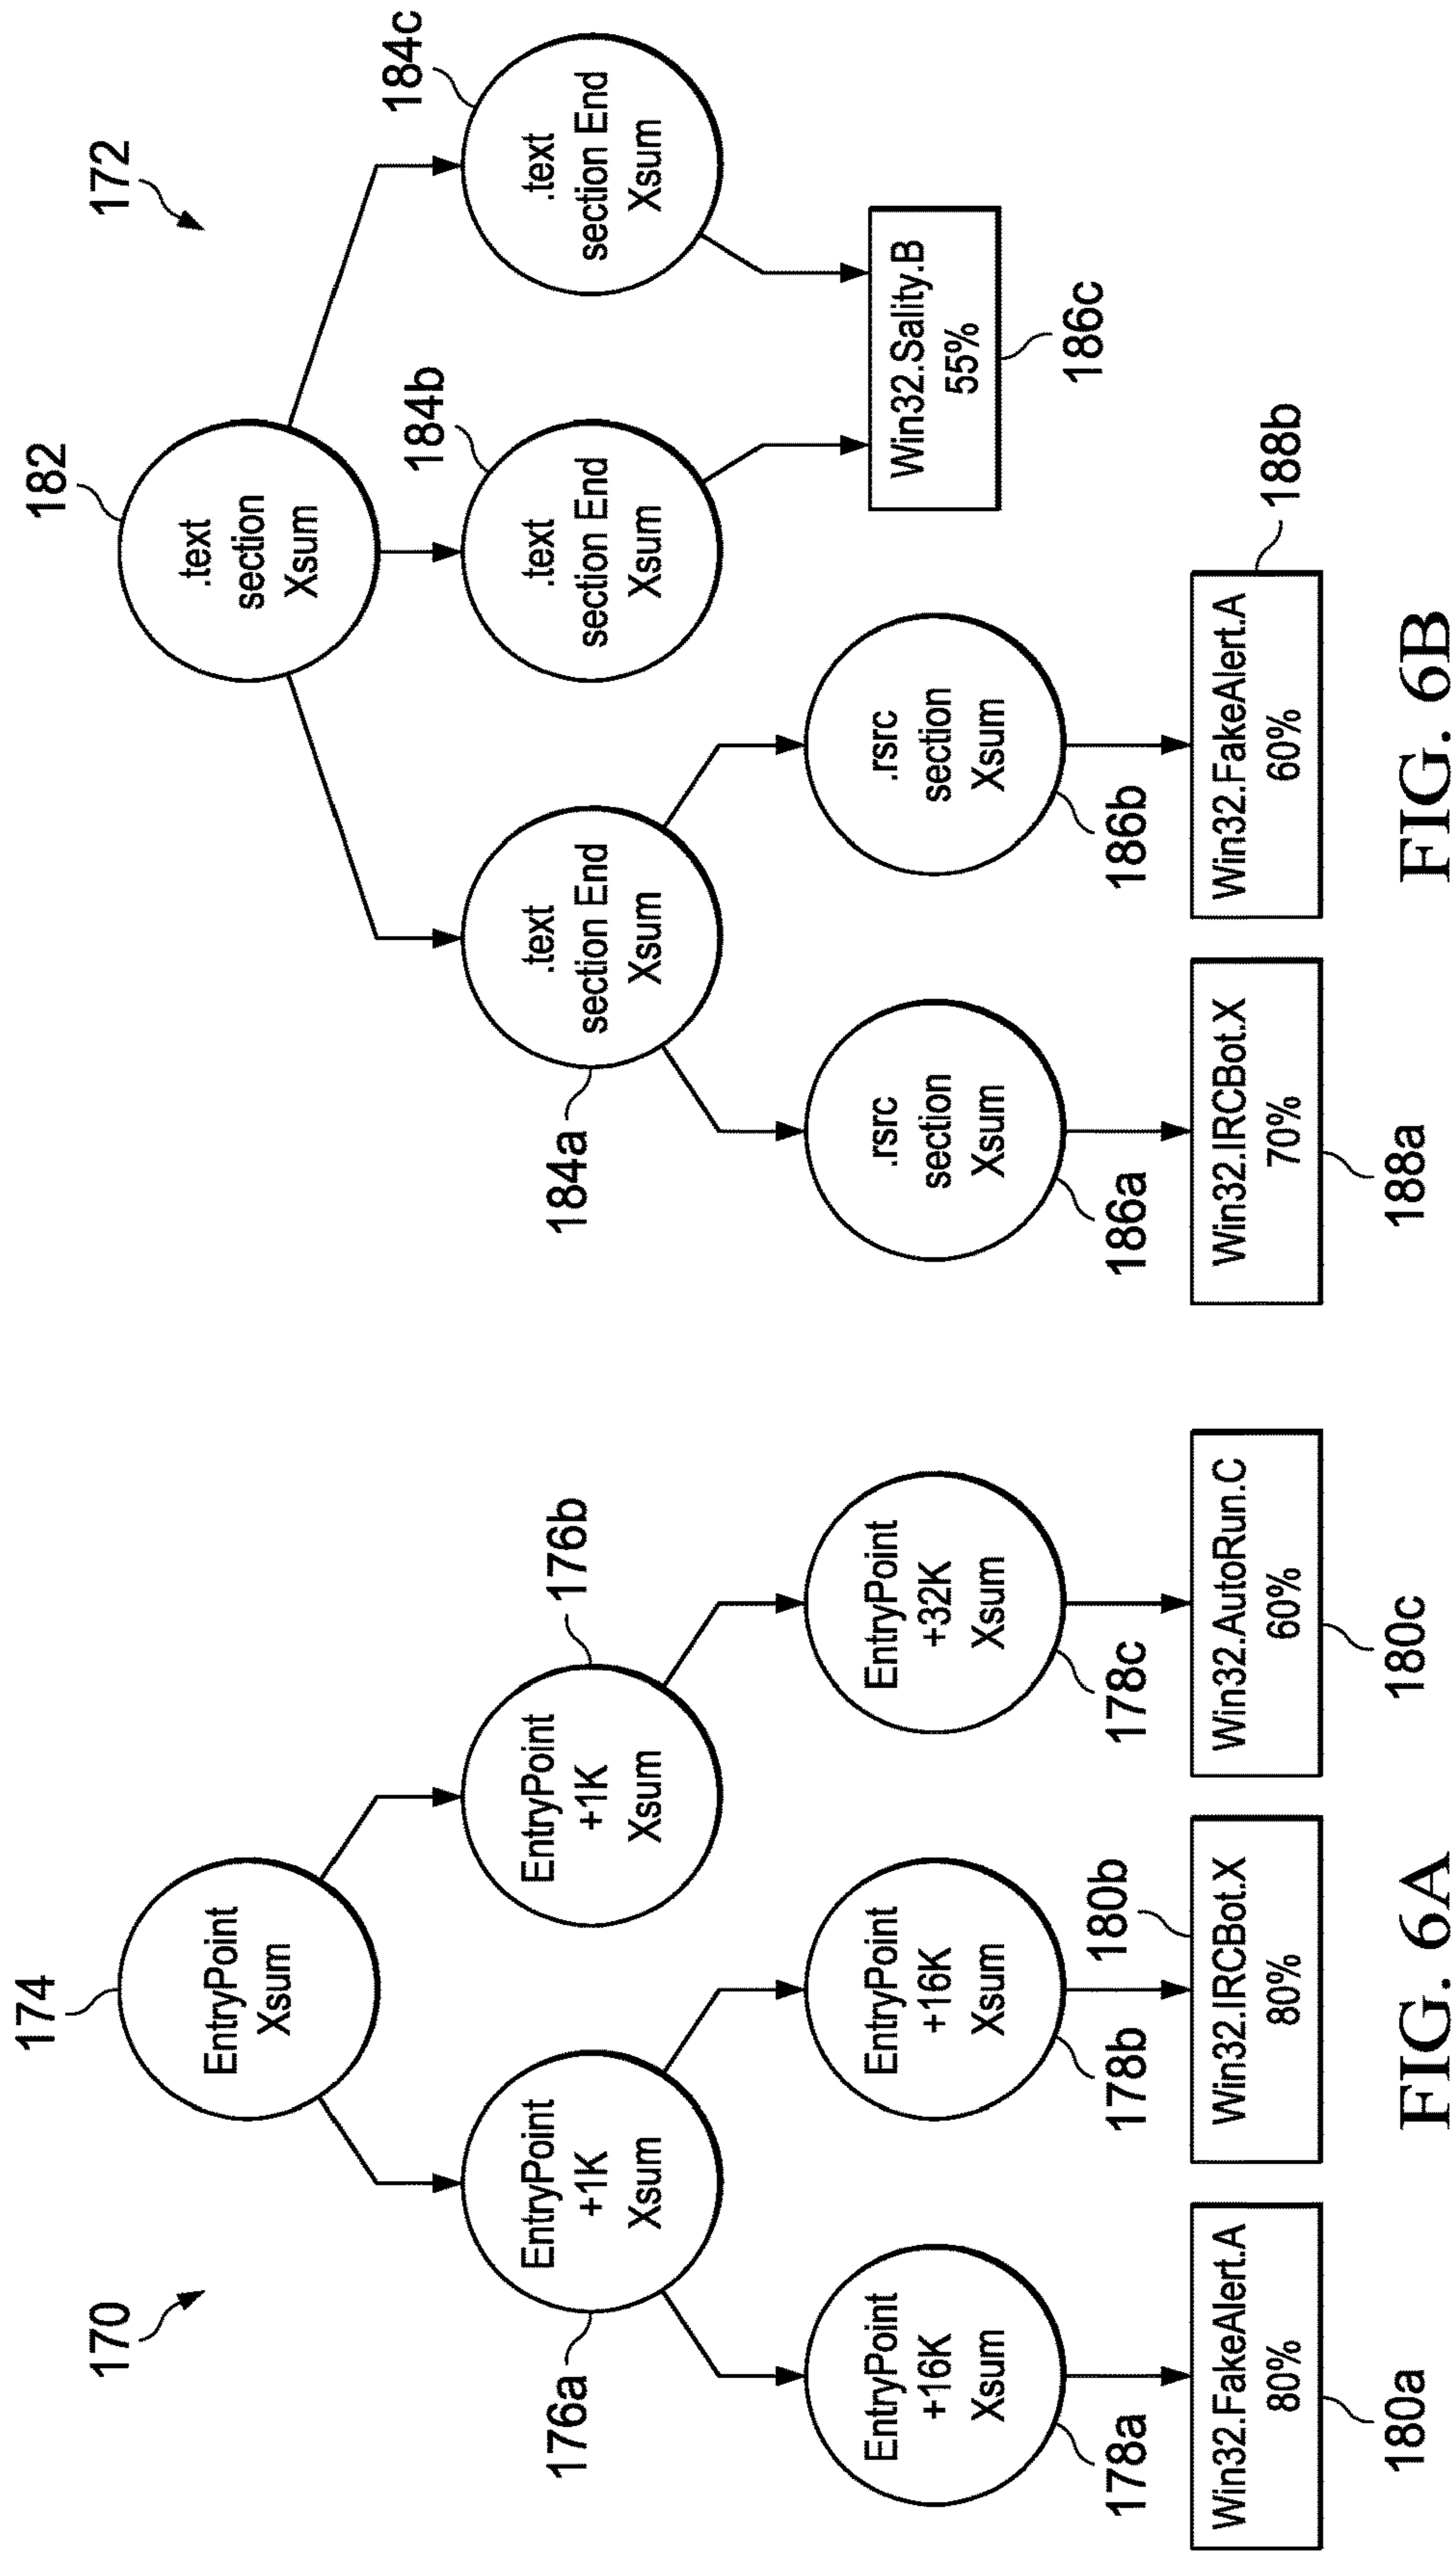 170
174
EntryPoint
Xsum
176a
EntryPoint
+1K
Xsum
176b
EntryPoint
+1K
Xsum
178a
EntryPoint
+16K
Xsum
178b
EntryPoint
+16K
Xsum
178c
EntryPoint
+32K
Xsum
180a
Win32.FakeAlert.A
80%
180b
Win32.IRCBot.X
80%
180c
Win32.AutoRun.C
60%
FIG. 6A
172
182
.text
section
Xsum
184a
.text
section End
Xsum
184b
.text
section End
Xsum
184c
.text
section End
Xsum
186a
.rsrc
section
Xsum
186b
.rsrc
section
Xsum
186c
Win32.Sality.B
55%
188a
Win32.IRCBot.X
70%
188b
Win32.FakeAlert.A
60%
FIG. 6B